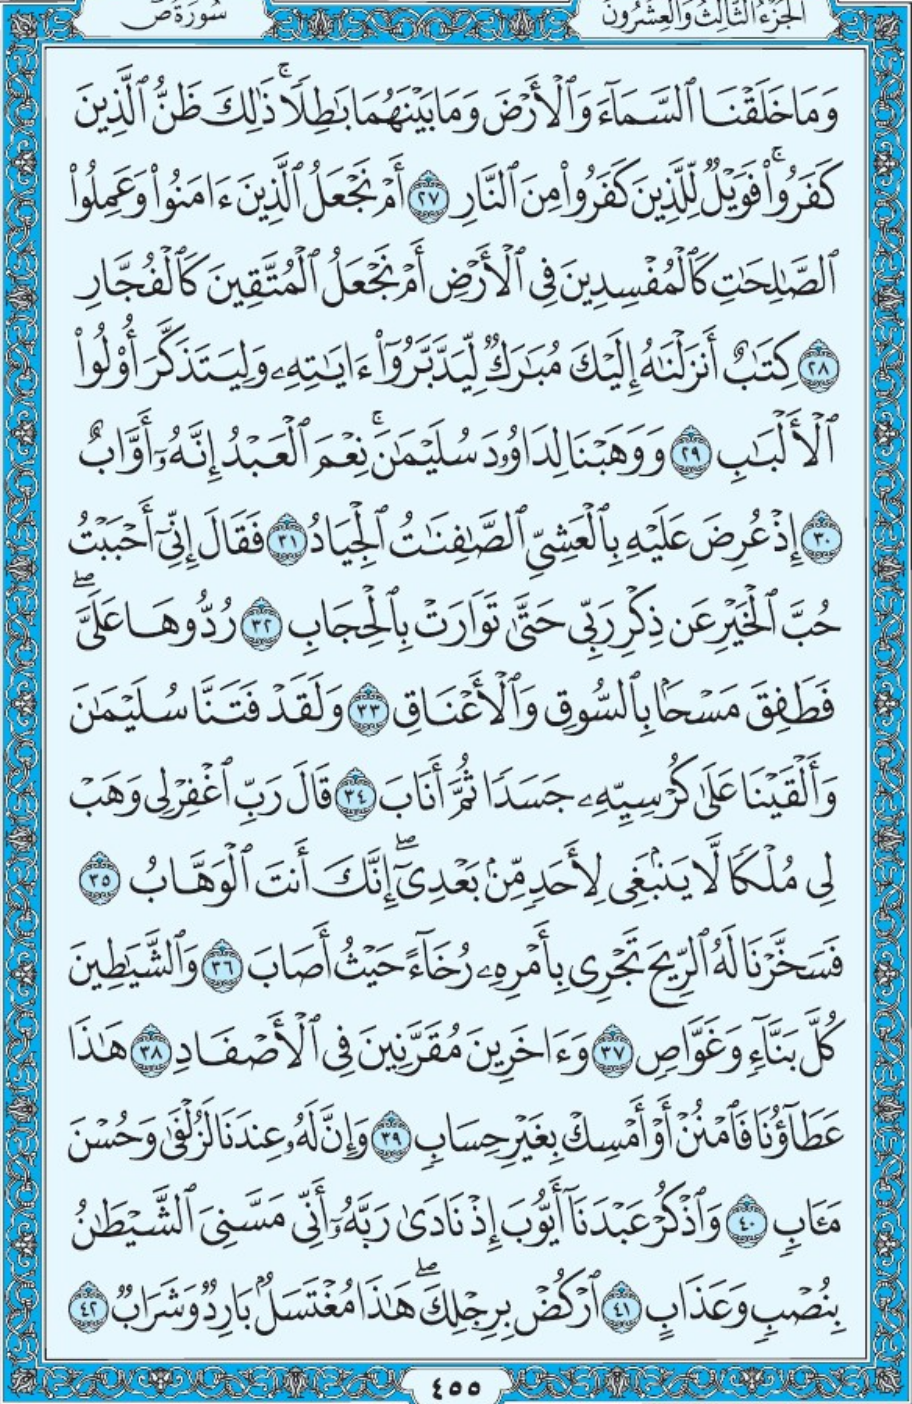 الجزء الثالث والعشرون
سورة ص
وَمَا خَلَقْنَا ٱلسَّمَآءَ وَٱلْأَرْضَ وَمَا بَيْنَهُمَا بَٰطِلًا ۚ ذَٰلِكَ ظَنُّ ٱلَّذِينَ
كَفَرُوا۟ ۚ فَوَيْلٌ لِّلَّذِينَ كَفَرُوا۟ مِنَ ٱلنَّارِ ٢٧ أَمْ نَجْعَلُ ٱلَّذِينَ ءَامَنُوا۟ وَعَمِلُوا۟
ٱلصَّٰلِحَٰتِ كَٱلْمُفْسِدِينَ فِى ٱلْأَرْضِ أَمْ نَجْعَلُ ٱلْمُتَّقِينَ كَٱلْفُجَّارِ
٢٨ كِتَٰبٌ أَنزَلْنَٰهُ إِلَيْكَ مُبَٰرَكٌ لِّيَدَّبَّرُوٓا۟ ءَايَٰتِهِۦ وَلِيَتَذَكَّرَ أُو۟لُوا۟
ٱلْأَلْبَٰبِ ٢٩ وَوَهَبْنَا لِدَاوُۥدَ سُلَيْمَٰنَ ۚ نِعْمَ ٱلْعَبْدُ إِنَّهُۥٓ أَوَّابٌ
٣٠ إِذْ عُرِضَ عَلَيْهِ بِٱلْعَشِىِّ ٱلصَّٰفِنَٰتُ ٱلْجِيَادُ ٣١ فَقَالَ إِنِّىٓ أَحْبَبْتُ
حُبَّ ٱلْخَيْرِ عَن ذِكْرِ رَبِّى حَتَّىٰ تَوَارَتْ بِٱلْحِجَابِ ٣٢ رُدُّوهَا عَلَىَّ ۖ
فَطَفِقَ مَسْحًۢا بِٱلسُّوقِ وَٱلْأَعْنَاقِ ٣٣ وَلَقَدْ فَتَنَّا سُلَيْمَٰنَ
وَأَلْقَيْنَا عَلَىٰ كُرْسِيِّهِۦ جَسَدًا ثُمَّ أَنَابَ ٣٤ قَالَ رَبِّ ٱغْفِرْ لِى وَهَبْ
لِى مُلْكًا لَّا يَنۢبَغِى لِأَحَدٍ مِّنۢ بَعْدِىٓ ۖ إِنَّكَ أَنتَ ٱلْوَهَّابُ ٣٥
فَسَخَّرْنَا لَهُ ٱلرِّيحَ تَجْرِى بِأَمْرِهِۦ رُخَآءً حَيْثُ أَصَابَ ٣٦ وَٱلشَّيَٰطِينَ
كُلَّ بَنَّآءٍ وَغَوَّاصٍ ٣٧ وَءَاخَرِينَ مُقَرَّنِينَ فِى ٱلْأَصْفَادِ ٣٨ هَٰذَا
عَطَآؤُنَا فَٱمْنُنْ أَوْ أَمْسِكْ بِغَيْرِ حِسَابٍ ٣٩ وَإِنَّ لَهُۥ عِندَنَا لَزُلْفَىٰ وَحُسْنَ
مَـَٔابٍ ٤٠ وَٱذْكُرْ عَبْدَنَآ أَيُّوبَ إِذْ نَادَىٰ رَبَّهُۥٓ أَنِّى مَسَّنِىَ ٱلشَّيْطَٰنُ
بِنُصْبٍ وَعَذَابٍ ٤١ ٱرْكُضْ بِرِجْلِكَ ۖ هَٰذَا مُغْتَسَلٌۢ بَارِدٌ وَشَرَابٌ ٤٢
٤٥٥